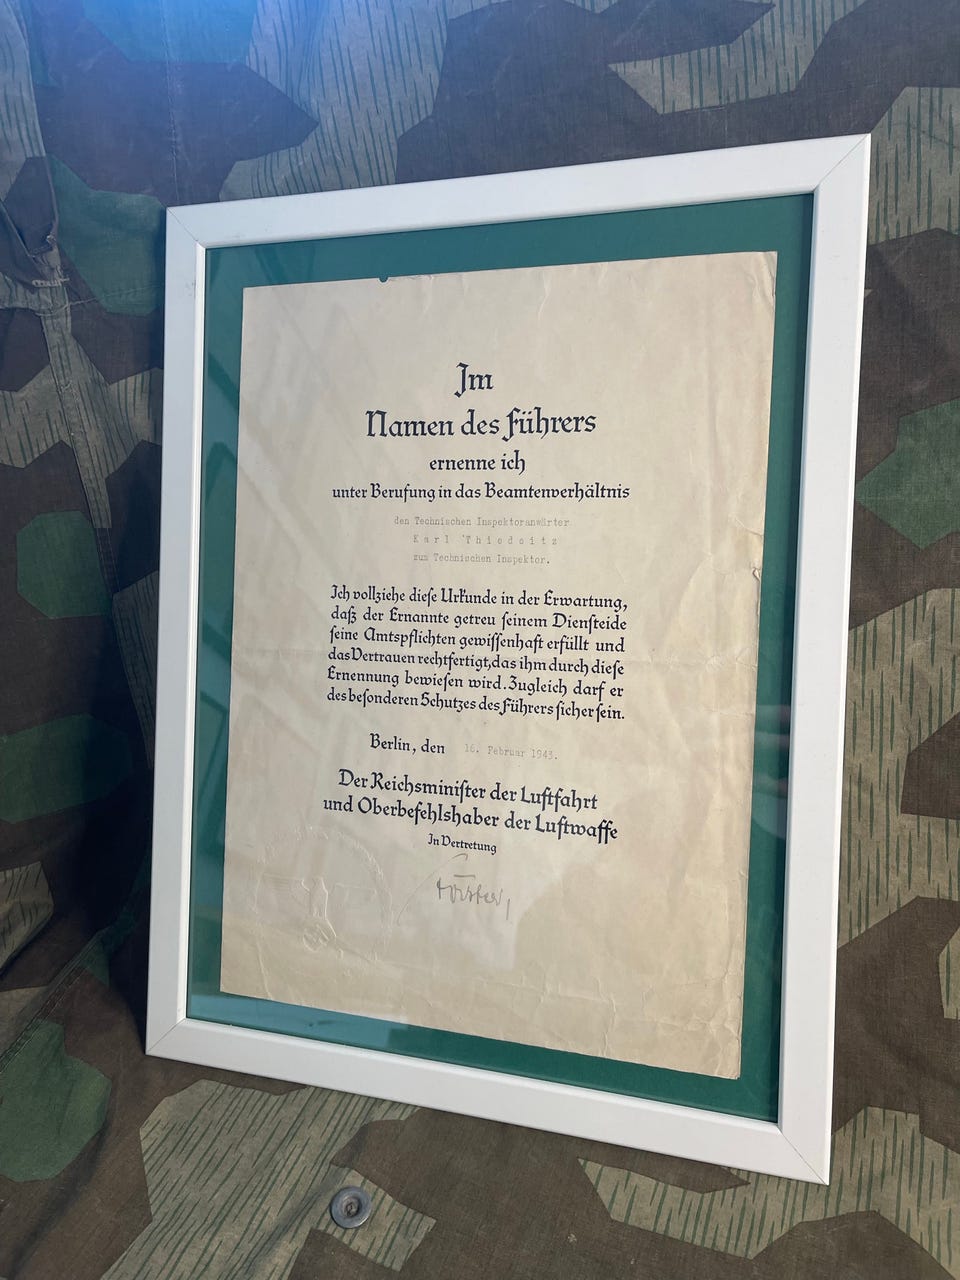 Im
Namen des Führers
ernenne ich
unter Berufung in das Beamtenverhältnis
den Technischen Inspektoranwärter
Karl
zum Technischen Inspektor.
Ich vollziehe dieſe Urkunde in der Erwartung,
daß der Ernannte getreu ſeinem Dienſteide
ſeine Amtspflichten gewiſſenhaft erfüllt und
das Vertrauen rechtfertigt, das ihm durch dieſe
Ernennung bewieſen wird. Zugleich darf er
des beſonderen Schutzes des Führers ſicher ſein.
Berlin, den 16. Februar 1943.
Der Reichsminiſter der Luftfahrt
und Oberbefehlshaber der Luftwaffe
In Vertretung